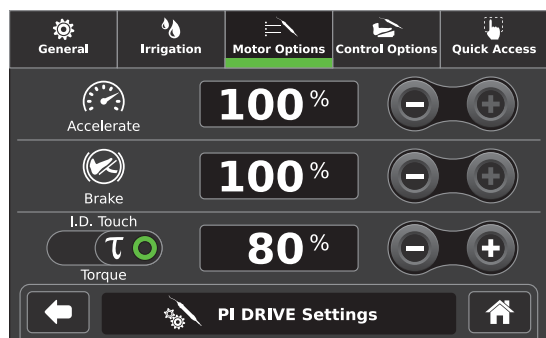 General Irrigation Motor Options Control Options Quick Access
Accelerate
100 %
Brake
100 %
I.D. Touch
τ
Torque
80 %
PI DRIVE Settings